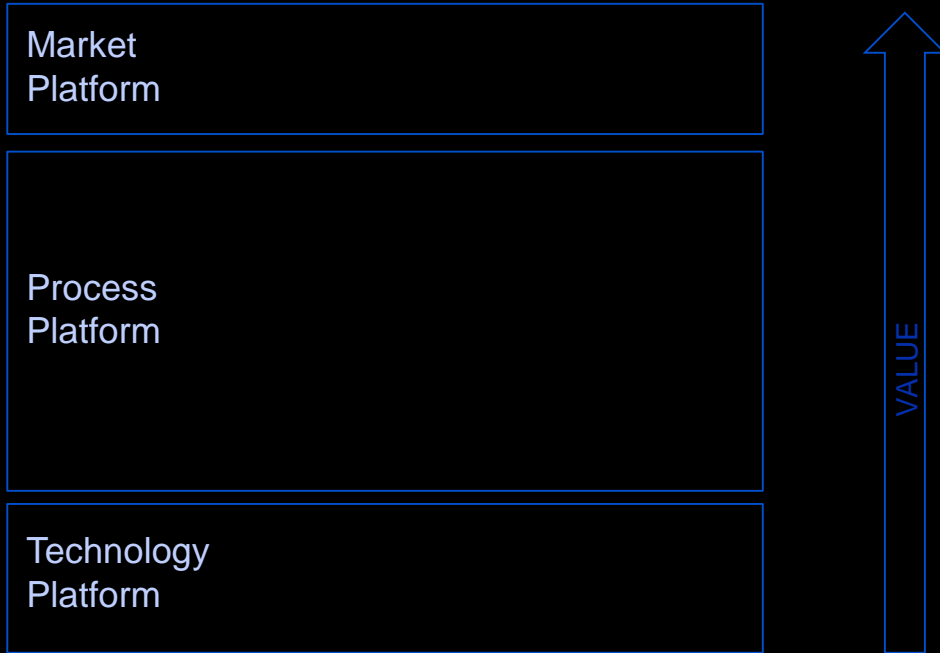 Market
Platform
Process
Platform
VALUE
Technology
Platform